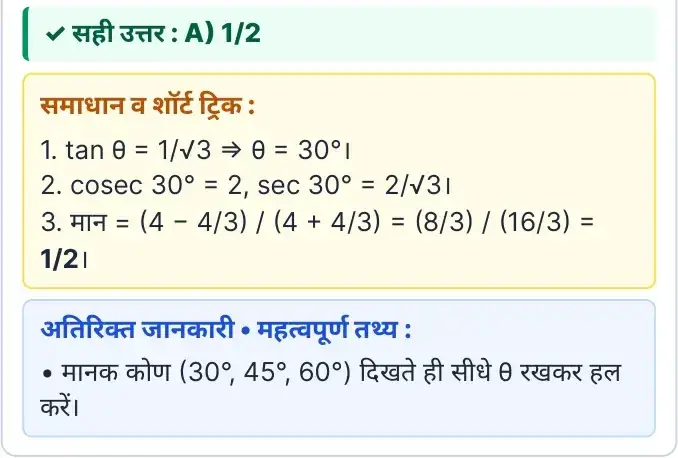 ✓ सही उत्तर : A) 1/2
समाधान व शॉर्ट ट्रिक :
1. tan θ = 1/√3 ⇒ θ = 30°।
2. cosec 30° = 2, sec 30° = 2/√3।
3. मान = (4 − 4/3) / (4 + 4/3) = (8/3) / (16/3) =
1/2।
अतिरिक्त जानकारी • महत्वपूर्ण तथ्य :
• मानक कोण (30°, 45°, 60°) दिखते ही सीधे θ रखकर हल
करें।